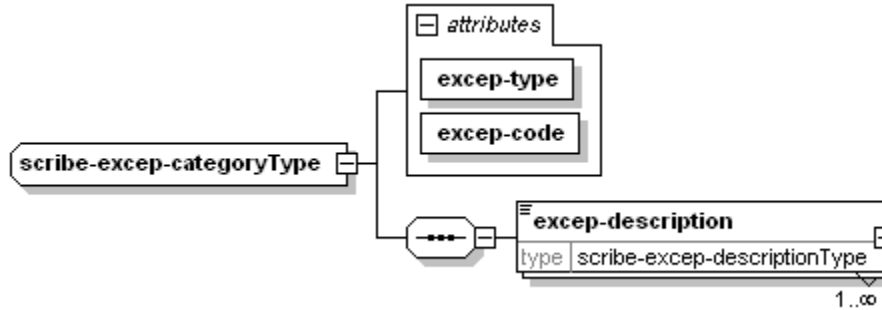 attributes
excep-type
excep-code
scribe-excep-categoryType
excep-description
type scribe-excep-descriptionType
1..∞